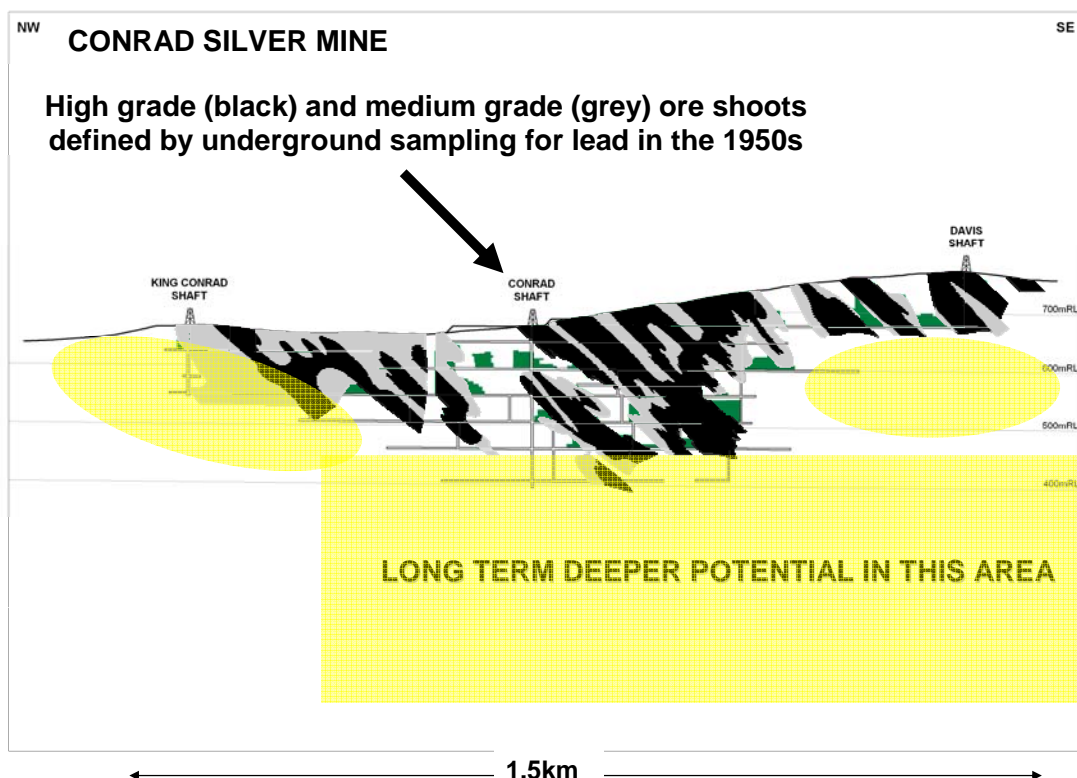 NW
SE
CONRAD SILVER MINE
High grade (black) and medium grade (grey) ore shoots
defined by underground sampling for lead in the 1950s
DAVIS
SHAFT
KING CONRAD
SHAFT
CONRAD
SHAFT
700mRL
600mRL
500mRL
400mRL
LONG TERM DEEPER POTENTIAL IN THIS AREA
1.5km